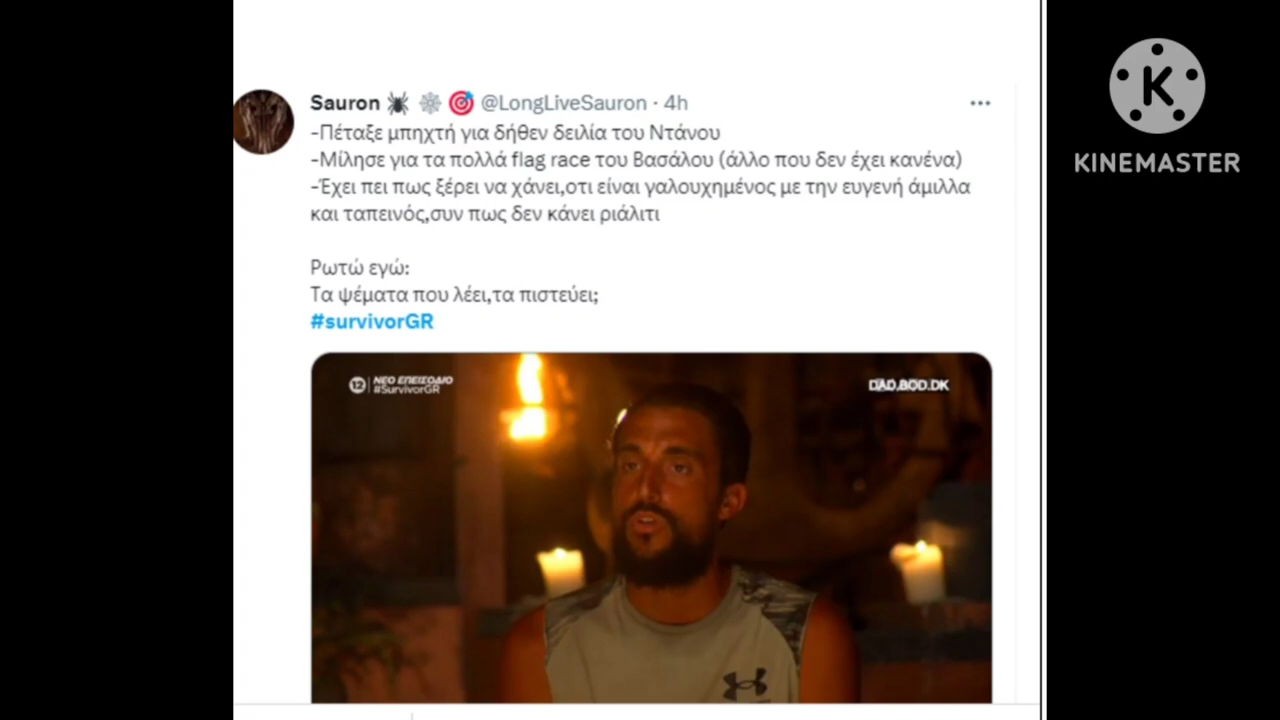 Sauron 🕷️ ❄️ 🎯 @LongLiveSauron · 4h
-Πέταξε μπηχτή για δήθεν δειλία του Ντάνου
-Μίλησε για τα πολλά flag race του Βασάλου (άλλο που δεν έχει κανένα)
-Έχει πει πως ξέρει να χάνει,οτι είναι γαλουχημένος με την ευγενή άμιλλα
και ταπεινός,συν πως δεν κάνει ριάλιτι
Ρωτώ εγώ:
Τα ψέματα που λέει,τα πιστεύει;
#survivorGR
12 | ΝΕΟ ΕΠΕΙΣΟΔΙΟ
#SurvivorGR
DAD.BOD.DK
K
KINEMASTER